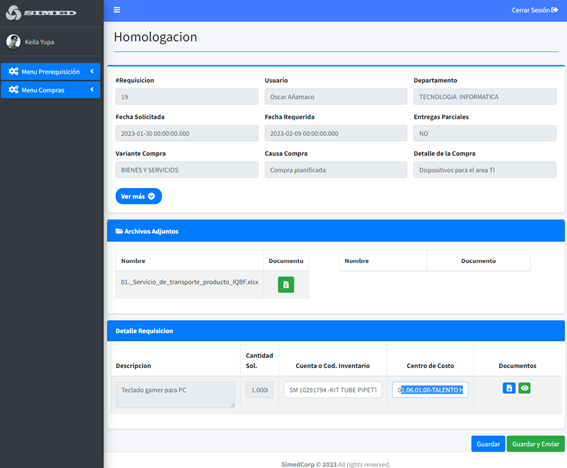 SIMED
Cerrar Sesión
Keila Yupa
Menu Prerequisición
Menu Compras
Homologacion
#Requisicion
Usuario
Departamento
19
Oscar Añamaco
TECNOLOGIA INFORMATICA
Fecha Solicitada
Fecha Requerida
Entregas Parciales
2023-01-30 00:00:00.000
2023-02-09 00:00:00.000
NO
Variante Compra
Causa Compra
Detalle de la Compra
BIENES Y SERVICIOS
Compra planificada
Dispositivos para el area TI
Ver más
Archivos Adjuntos
Nombre
Documento
Nombre
Documento
01._Servicio_de_transporte_producto_IQBF.xlsx
Detalle Requisicion
Descripcion
Cantidad
Sol.
Cuenta o Cod. Inventario
Centro de Costo
Documentos
Teclado gamer para PC
1.000
SM 10291794 -KIT TUBE PIPET
01.06.01.00-TALENTO H
Guardar
Guardar y Enviar
SimedCorp © 2023 All rights reserved.